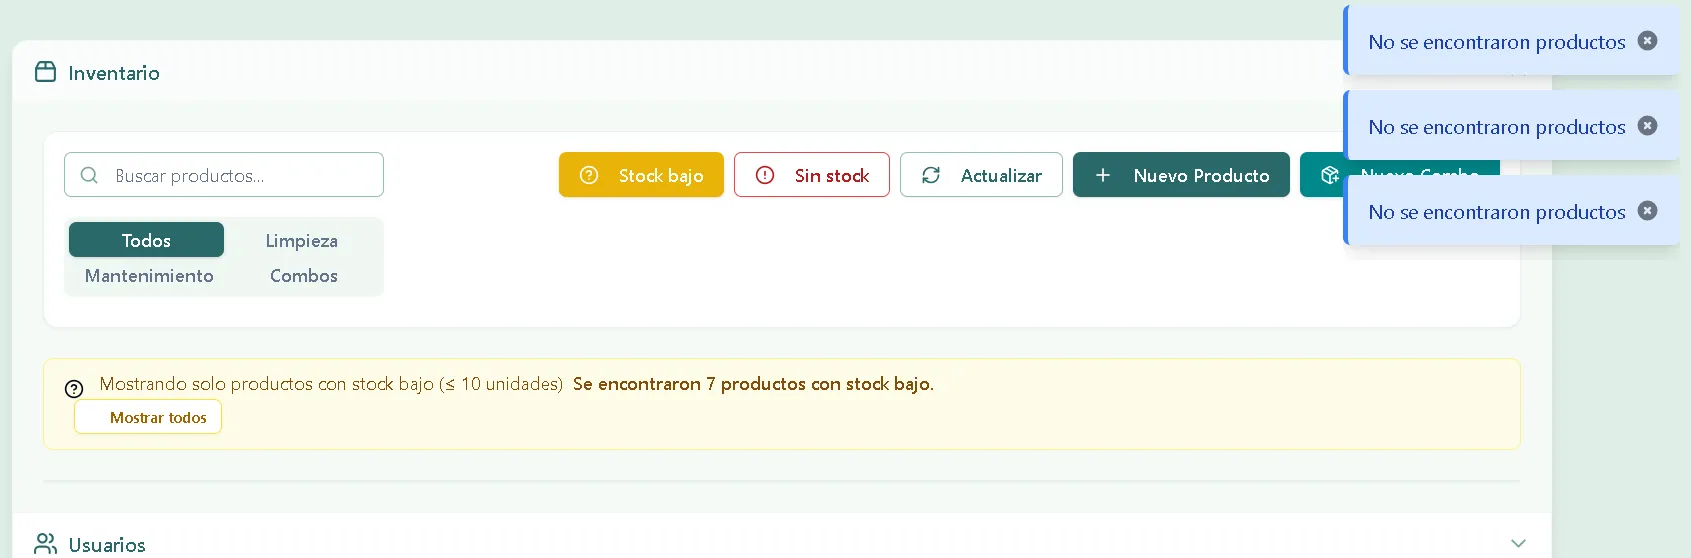 No se encontraron productos
Inventario
No se encontraron productos
Buscar productos...
Stock bajo
Sin stock
Actualizar
Nuevo Producto
Nuevo Combo
No se encontraron productos
Todos
Limpieza
Mantenimiento
Combos
Mostrando solo productos con stock bajo (≤ 10 unidades) Se encontraron 7 productos con stock bajo.
Mostrar todos
Usuarios